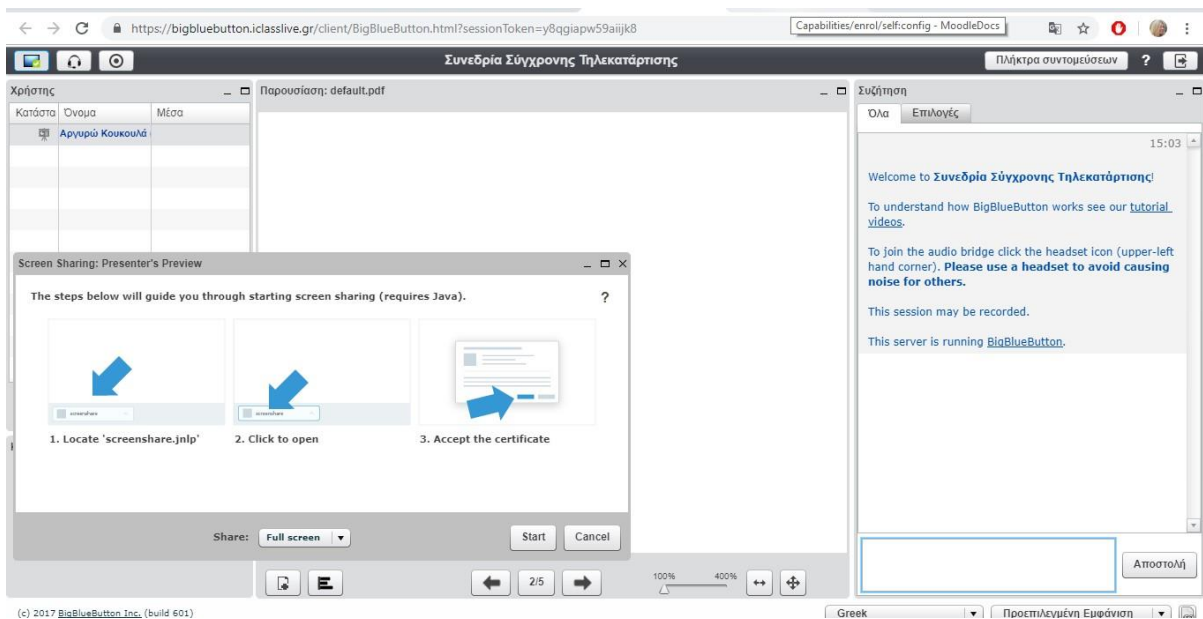 https://bigbluebutton.iclasslive.gr/client/BigBlueButton.html?sessionToken=y8qgiapw59aiijk8
Capabilities/enrol/self:config - MoodleDocs
Συνεδρία Σύγχρονης Τηλεκατάρτισης
Πλήκτρα συντομεύσεων
?
Χρήστης
Κατάστα Όνομα Μέσα
Αργυρώ Κουκουλά
Παρουσίαση: default.pdf
Screen Sharing: Presenter's Preview
The steps below will guide you through starting screen sharing (requires Java).
?
screenshare
screenshare
1. Locate 'screenshare.jnlp'
2. Click to open
3. Accept the certificate
Share: Full screen
Start
Cancel
2/5
100%
400%
Συζήτηση
Όλα
Επιλογές
15:03
Welcome to Συνεδρία Σύγχρονης Τηλεκατάρτισης!
To understand how BigBlueButton works see our tutorial
videos.
To join the audio bridge click the headset icon (upper-left
hand corner). Please use a headset to avoid causing
noise for others.
This session may be recorded.
This server is running BigBlueButton.
Αποστολή
(c) 2017 BigBlueButton Inc. (build 601)
Greek
Προεπιλεγμένη Εμφάνιση